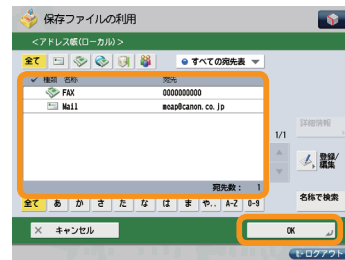 保存ファイルの利用
<アドレス帳(ローカル)>
全て
すべての宛先表
種類 名称 宛先
FAX 0000000000
Mail meap@canon.co.jp
詳細情報
1/1
登録/
編集
宛先数： 1
全て あ か さ た な は ま や.. A-Z 0-9
名称で検索
キャンセル
OK
ログアウト